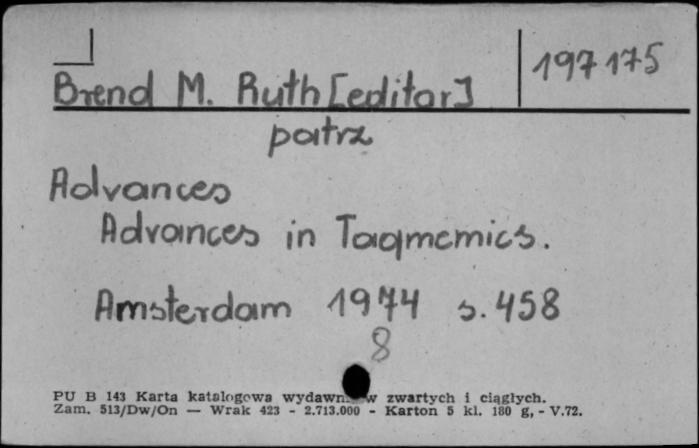 Brend M. Ruth [editor] 197175
patrz
Advances
Advances in Tagmemics.
Amsterdam 1974 s. 458
8
PU B 143 Karta katalogowa wydawn w zwartych i ciągłych.
Zam. 513/Dw/On — Wrak 423 - 2.713.000 - Karton 5 kl. 180 g, - V.72.